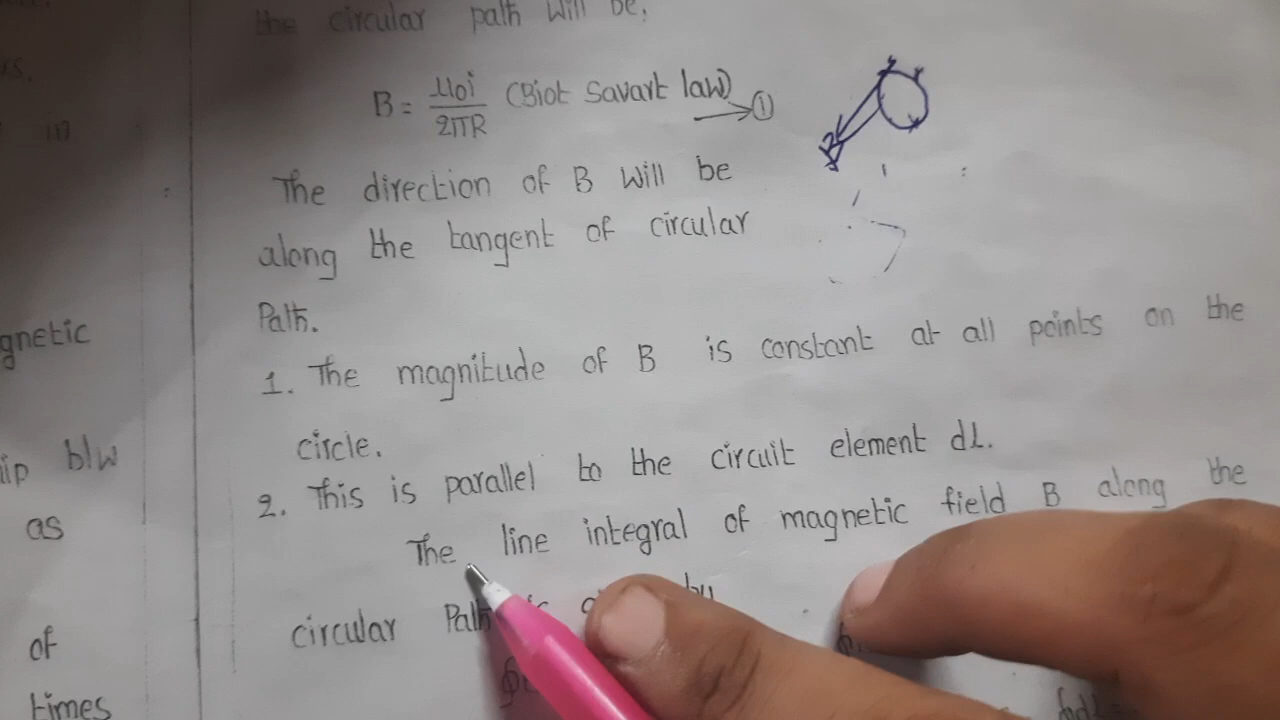 the circular path will be.
B = μ0i / 2πR (Biot Savart law) → ①
The direction of B will be
along the tangent of circular
Path.
1. The magnitude of B is constant at all points on the
circle.
2. This is parallel to the circuit element dl.
The line integral of magnetic field B along the
circular Path is by
in
gnetic
ip b/w
as
of
times